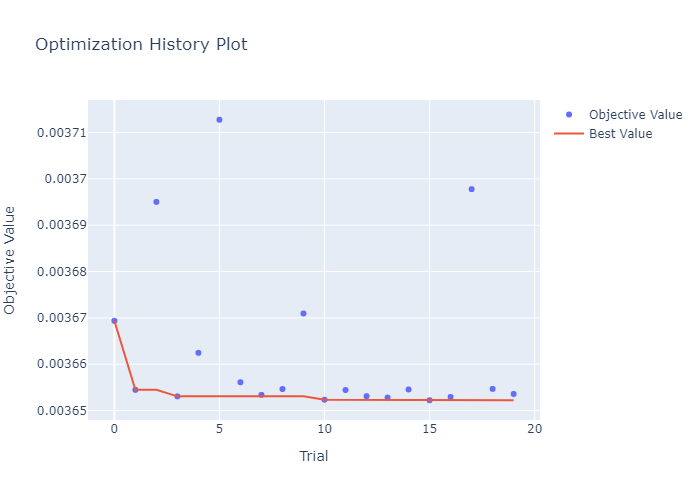 Optimization History Plot
Objective Value
Best Value
0.00371
0.0037
0.00369
0.00368
0.00367
0.00366
0.00365
Objective Value
0 5 10 15 20
Trial